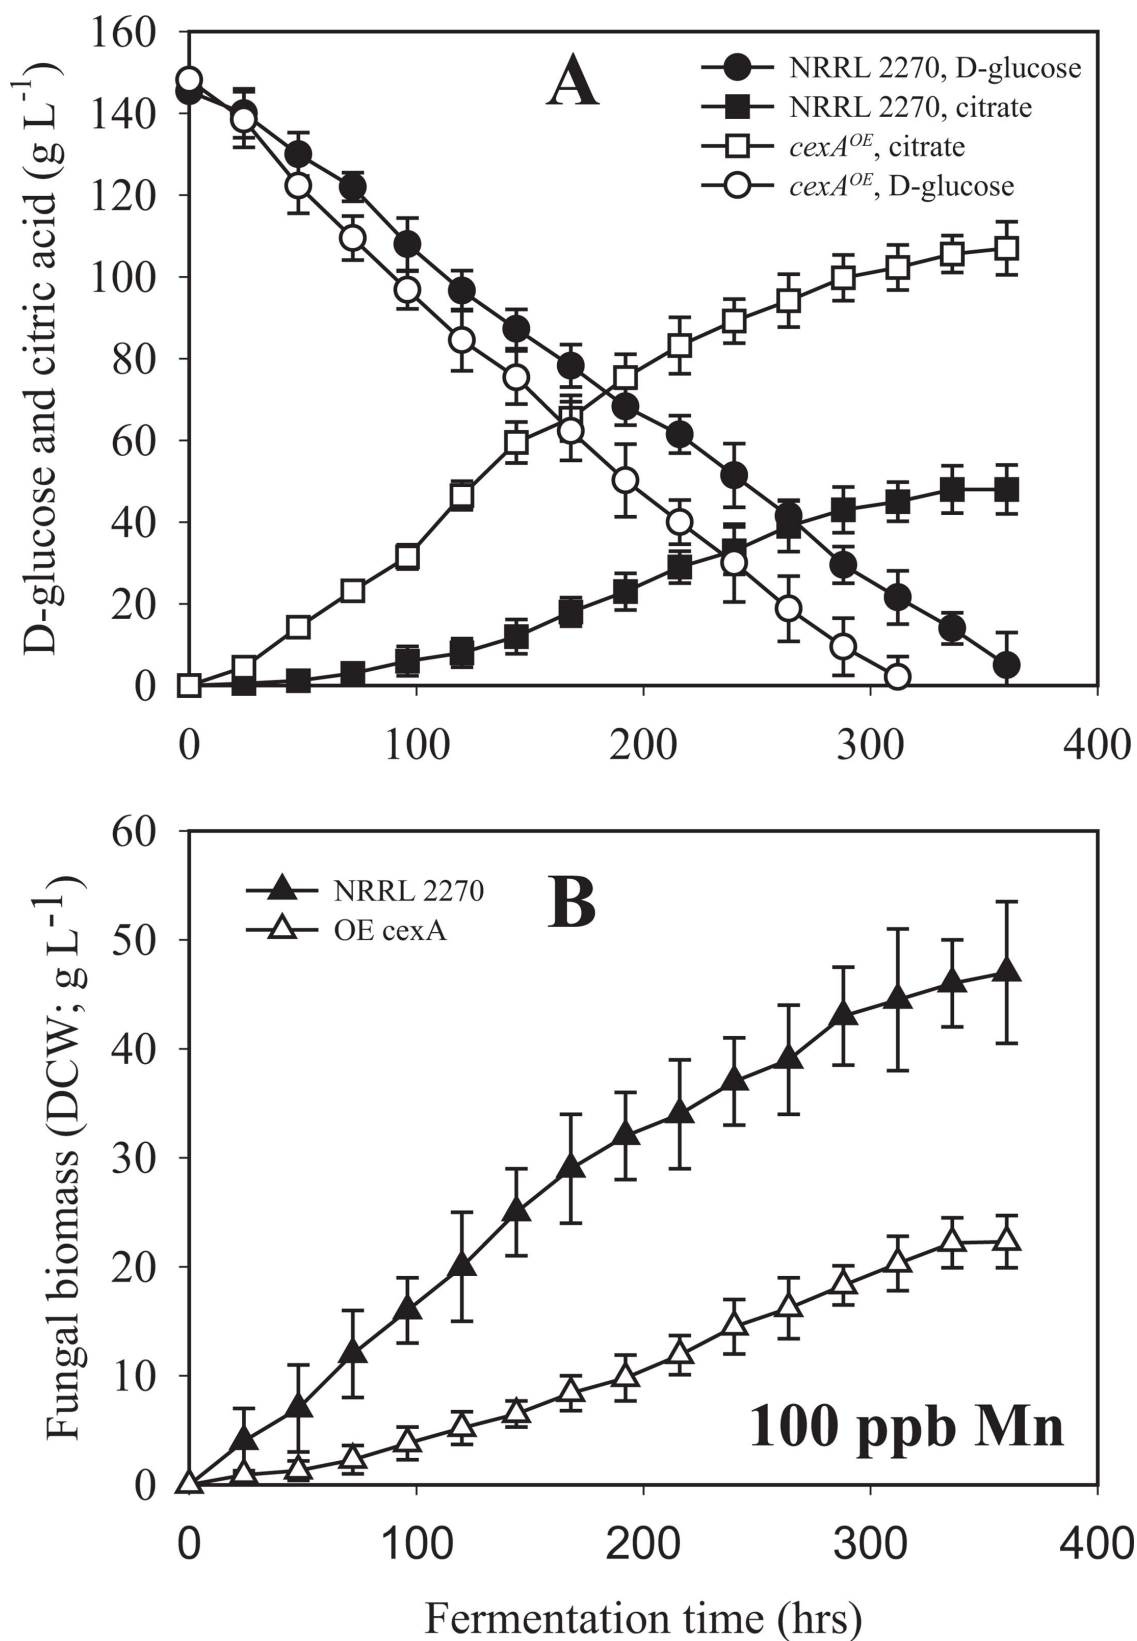 D-glucose and citric acid (g L-1)
160
140
120
100
80
60
40
20
0
A
NRRL 2270, D-glucose
NRRL 2270, citrate
cexAOE, citrate
cexAOE, D-glucose
0 100 200 300 400
Fungal biomass (DCW; g L-1)
60
50
40
30
20
10
0
NRRL 2270
OE cexA
B
100 ppb Mn
0 100 200 300 400
Fermentation time (hrs)